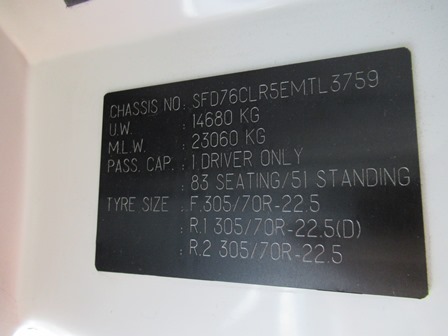 CHASSIS NO: SFD76CLR5EMTL3759
U.W. : 14680 KG
M.L.W. : 23060 KG
PASS. CAP. : 1 DRIVER ONLY
: 83 SEATING/51 STANDING
TYRE SIZE : F.305/70R-22.5
: R.1 305/70R-22.5(D)
: R.2 305/70R-22.5